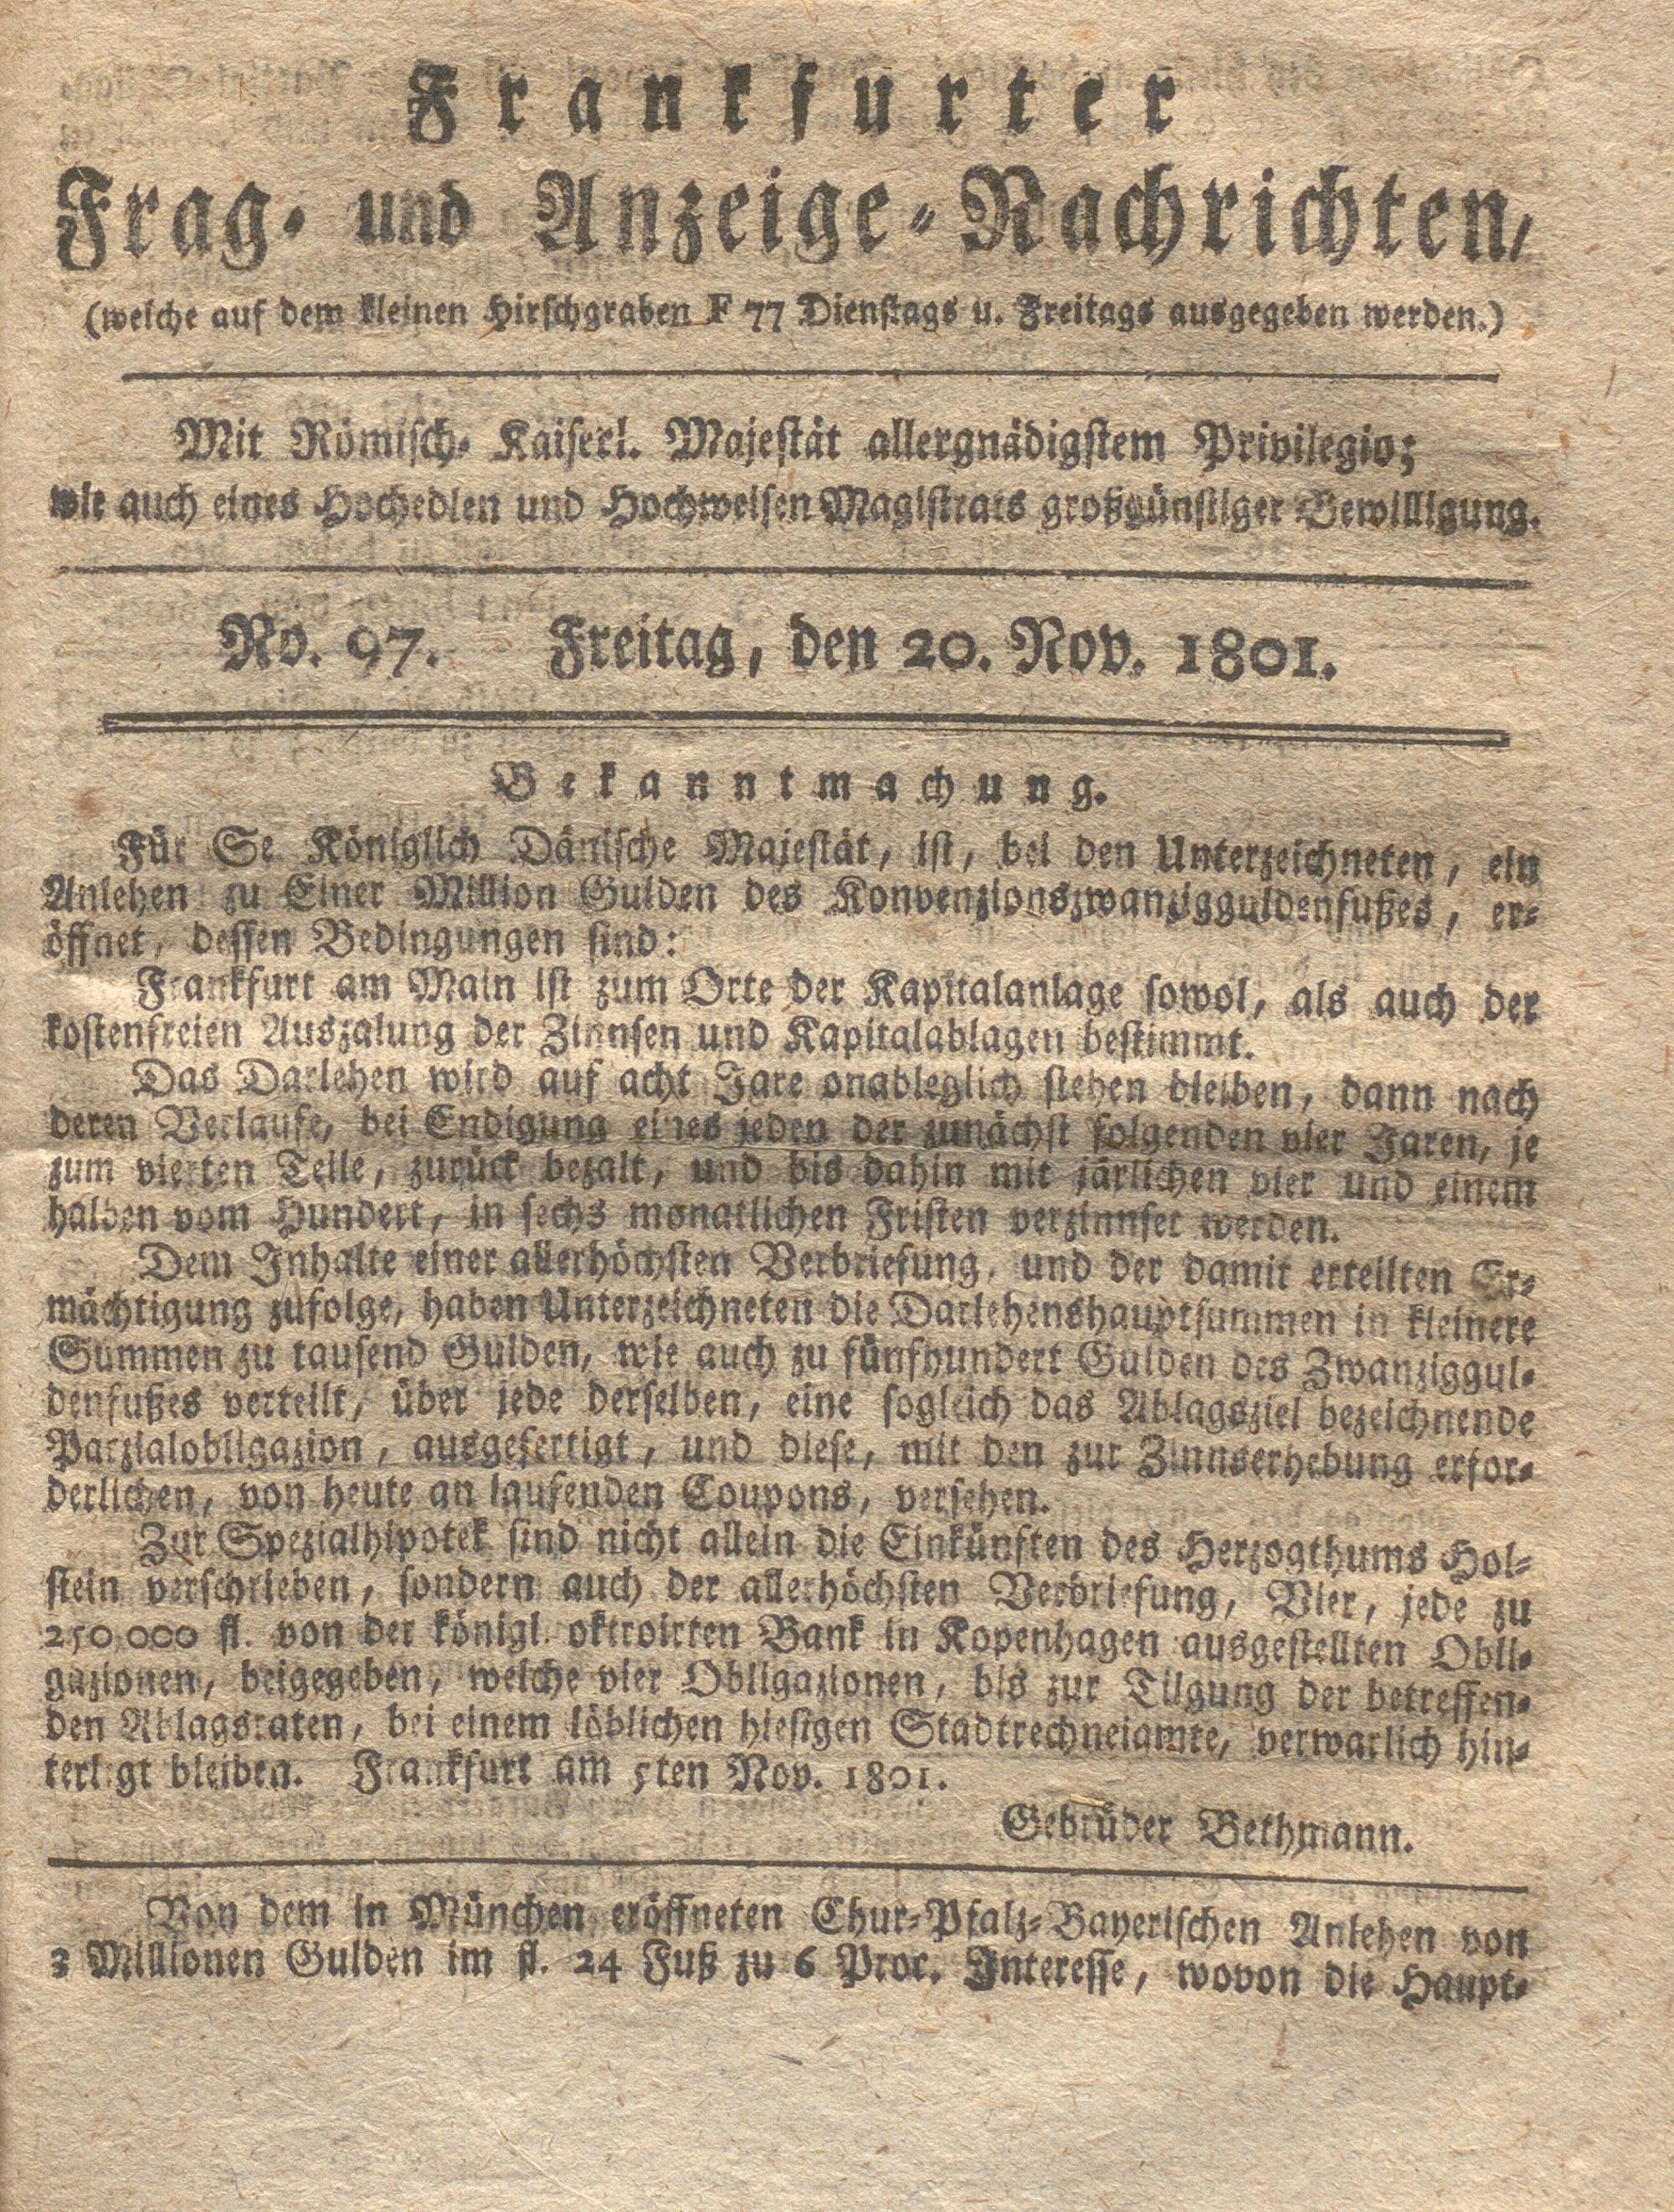 Frankfurter
Frag- und Anzeige-Nachrichten,
(welche auf dem kleinen Hirschgraben F 77 Dienstags u. Freitags ausgegeben werden.)
Mit Römisch- Kaiserl. Majestät allergnädigstem Privilegio;
wie auch eines Hochedlen und Hochweisen Magistrats großgünstiger Bewilligung.
No. 97. Freitag, den 20. Nov. 1801.
Bekanntmachung.
Für Se Königlich Dänische Majestät, ist, bei den Unterzeichneten, ein
Anlehen zu Einer Million Gulden des Konvenzionszwanzigguldenfußes, er-
öffnet, dessen Bedingungen sind:
Frankfurt am Main ist zum Orte der Kapitalanlage sowol, als auch der
kostenfreien Auszalung der Zinnsen und Kapitalablagen bestimmt.
Das Darlehen wird auf acht Jare onableglich stehen bleiben, dann nach
deren Verlaufe, bei Endigung eines jeden der zunächst folgenden vier Jaren, je
zum vierten Teile, zurück bezalt, und bis dahin mit järlichen vier und einem
halben vom Hundert, in sechs monatlichen Fristen verzinnset werden.
Dem Inhalte einer allerhöchsten Verbriefung, und der damit erteilten Er-
mächtigung zufolge, haben Unterzeichneten die Darlehenshauptsummen in kleinere
Summen zu tausend Gulden, wie auch zu fünfhundert Gulden des Zwanziggul-
denfußes verteilt, über jede derselben, eine sogleich das Ablagsziel bezeichnende
Parzialobligazion, ausgefertigt, und diese, mit den zur Zinnserhebung erfor-
derlichen, von heute an laufenden Coupons, versehen.
Zur Spezialhipotek sind nicht allein die Einkünften des Herzogthums Hol-
stein verschrieben, sondern auch der allerhöchsten Verbriefung, Vier, jede zu
250,000 fl. von der königl. oktroirten Bank in Kopenhagen ausgestellten Obli-
gazionen, beigegeben, welche vier Obligazionen, bis zur Tilgung der betreffen-
den Ablagsraten, bei einem löblichen hiesigen Stadtrechneiamte, verwarlich hin-
terlegt bleiben. Frankfurt am 5ten Nov. 1801.
Gebrüder Bethmann.
Von dem in München eröffneten Chur-Pfalz-Bayerischen Anlehen von
3 Millionen Gulden im fl. 24 Fuß zu 6 Proc. Interesse, wovon die Haupt-